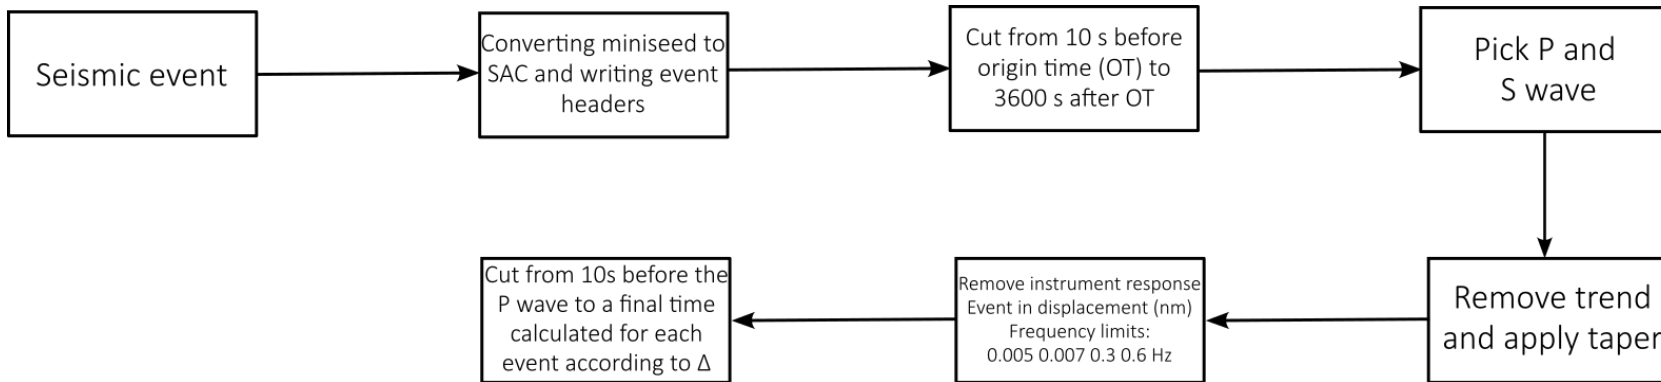 Seismic event
Converting miniseed to
SAC and writing event
headers
Cut from 10 s before
origin time (OT) to
3600 s after OT
Pick P and
S wave
Remove trend
and apply taper
Remove instrument response
Event in displacement (nm)
Frequency limits:
0.005 0.007 0.3 0.6 Hz
Cut from 10s before the
P wave to a final time
calculated for each
event according to Δ